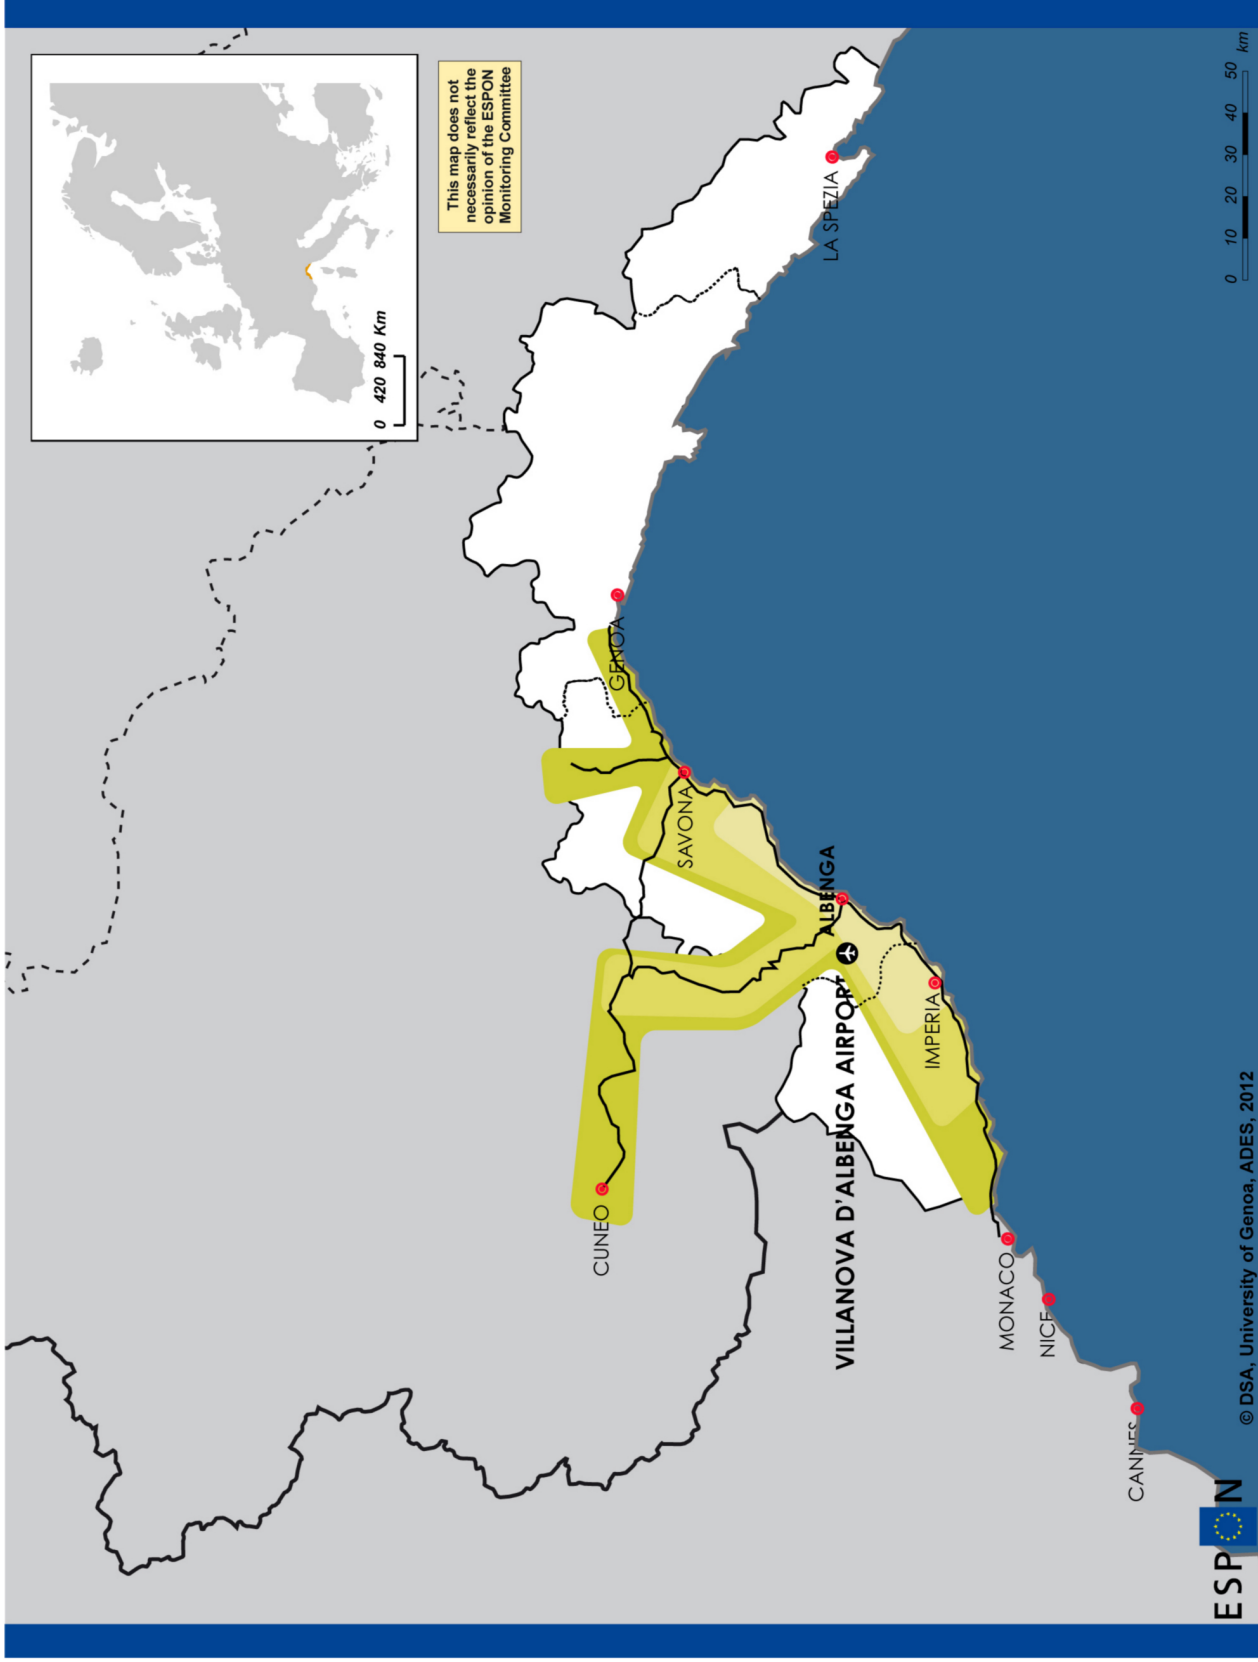 0 420 840 Km
This map does not
necessarily reflect the
opinion of the ESPON
Monitoring Committee
CUNEO
GENOA
SAVONA
ALBENGA
VILLANOVA D'ALBENGA AIRPORT
LA SPEZIA
IMPERIA
MONACO
NICE
CANNES
ESPON
© DSA, University of Genoa, ADES, 2012
0 10 20 30 40 50
km